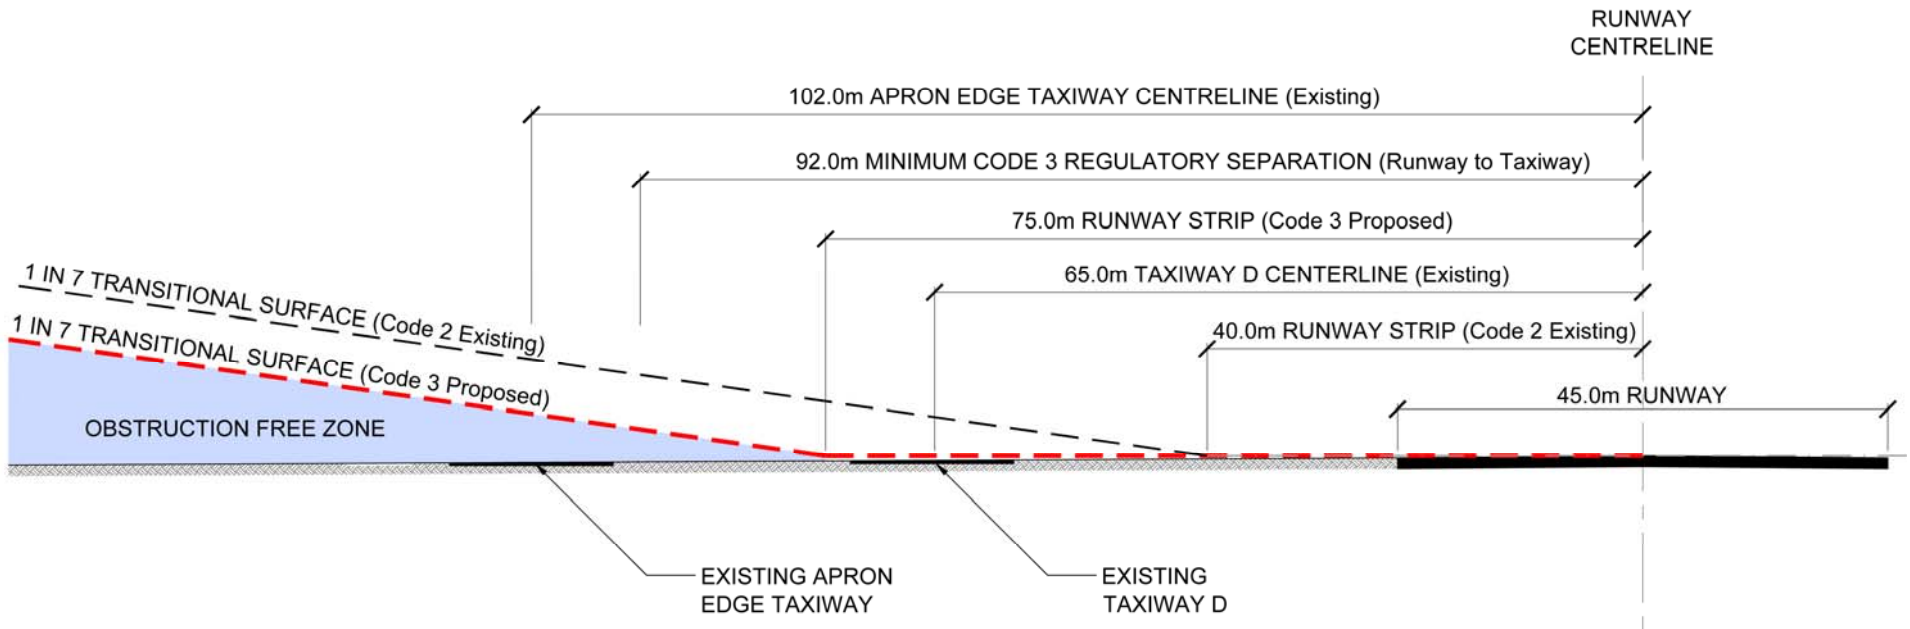 RUNWAY
CENTRELINE
102.0m APRON EDGE TAXIWAY CENTRELINE (Existing)
92.0m MINIMUM CODE 3 REGULATORY SEPARATION (Runway to Taxiway)
75.0m RUNWAY STRIP (Code 3 Proposed)
65.0m TAXIWAY D CENTERLINE (Existing)
1 IN 7 TRANSITIONAL SURFACE (Code 2 Existing)
40.0m RUNWAY STRIP (Code 2 Existing)
1 IN 7 TRANSITIONAL SURFACE (Code 3 Proposed)
45.0m RUNWAY
OBSTRUCTION FREE ZONE
EXISTING APRON
EDGE TAXIWAY
EXISTING
TAXIWAY D